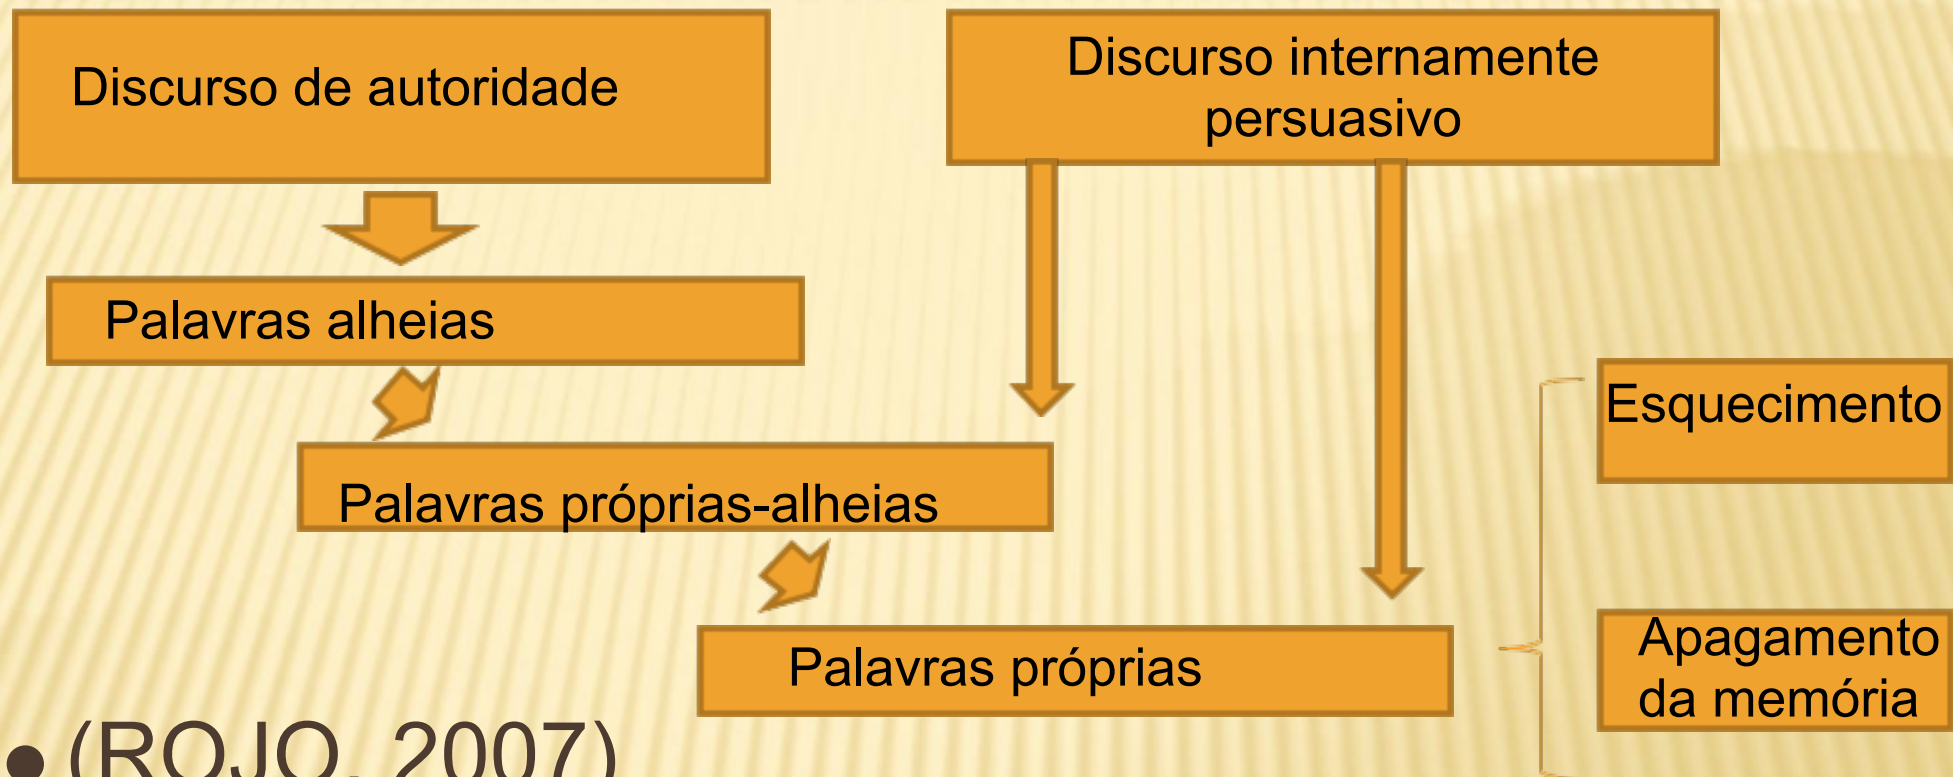 Discurso de autoridade
Discurso internamente
persuasivo
Palavras alheias
Palavras próprias-alheias
Palavras próprias
Esquecimento
Apagamento
da memória
• (ROJO, 2007)